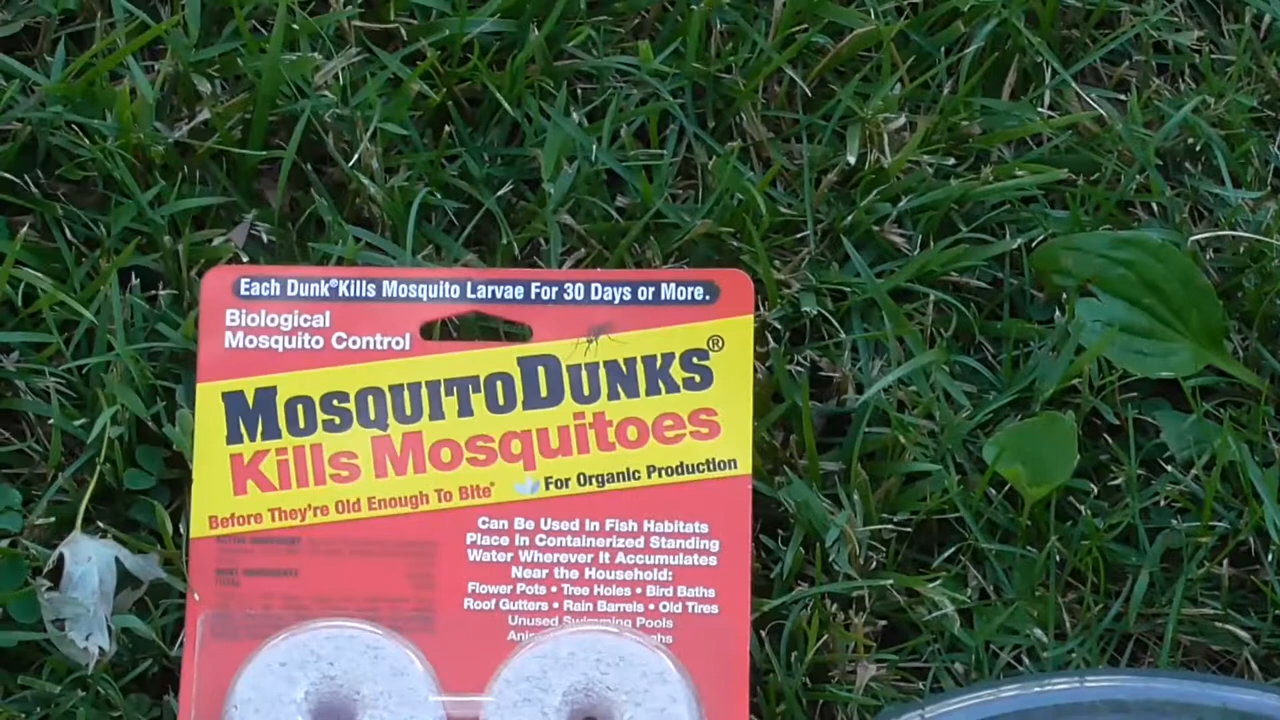 Each Dunk®Kills Mosquito Larvae For 30 Days or More.
Biological
Mosquito Control
MOSQUITODUNKS®
Kills Mosquitoes
Before They're Old Enough To Bite®
For Organic Production
Can Be Used In Fish Habitats
Place In Containerized Standing
Water Wherever It Accumulates
Near the Household:
Flower Pots • Tree Holes • Bird Baths
Roof Gutters • Rain Barrels • Old Tires
Unused Swimming Pools